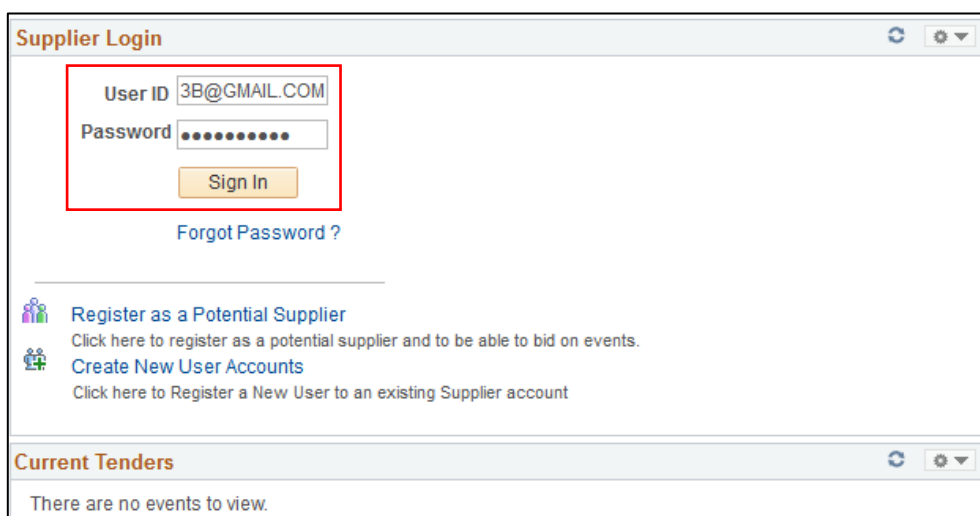 Supplier Login
User ID 3B@GMAIL.COM
Password ●●●●●●●●●●
Sign In
Forgot Password ?
Register as a Potential Supplier
Click here to register as a potential supplier and to be able to bid on events.
Create New User Accounts
Click here to Register a New User to an existing Supplier account
Current Tenders
There are no events to view.